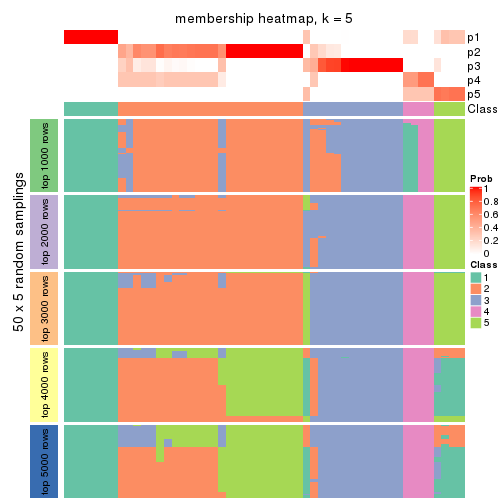 membership heatmap, k = 5
p1
p2
p3
p4
p5
Class
50 x 5 random samplings
top 1000 rows
top 2000 rows
top 3000 rows
top 4000 rows
top 5000 rows
Prob
1
0.8
0.6
0.4
0.2
0
Class
1
2
3
4
5